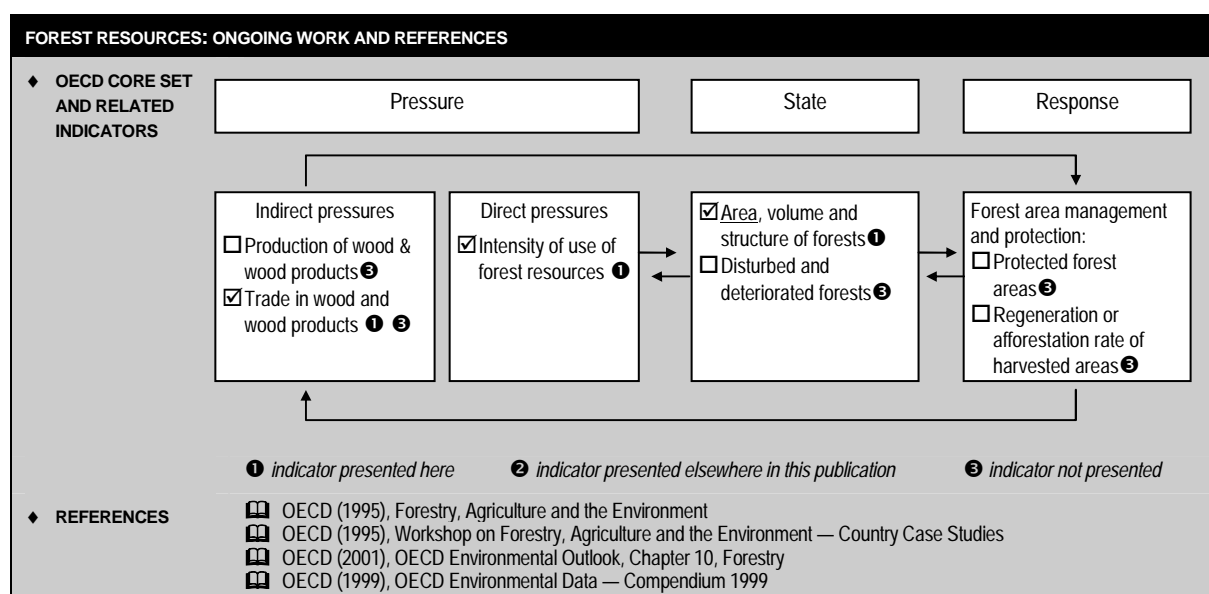 FOREST RESOURCES: ONGOING WORK AND REFERENCES
♦ OECD CORE SET
AND RELATED
INDICATORS
Pressure
State
Response
Indirect pressures
☐ Production of wood &
wood products ❸
☑ Trade in wood and
wood products ❶ ❸
Direct pressures
☑ Intensity of use of
forest resources ❶
☑ Area, volume and
structure of forests ❶
☐ Disturbed and
deteriorated forests ❸
Forest area management
and protection:
☐ Protected forest
areas ❸
☐ Regeneration or
afforestation rate of
harvested areas ❸
❶ indicator presented here ❷ indicator presented elsewhere in this publication ❸ indicator not presented
♦ REFERENCES
OECD (1995), Forestry, Agriculture and the Environment
OECD (1995), Workshop on Forestry, Agriculture and the Environment — Country Case Studies
OECD (2001), OECD Environmental Outlook, Chapter 10, Forestry
OECD (1999), OECD Environmental Data — Compendium 1999